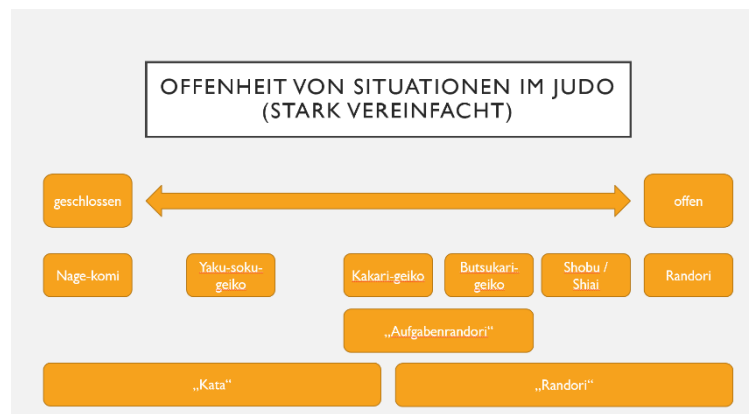 OFFENHEIT VON SITUATIONEN IM JUDO
(STARK VEREINFACHT)
geschlossen
offen
Nage-komi
Yaku-soku-
geiko
Kakari-geiko
Butsukari-
geiko
Shobu /
Shiai
Randori
„Aufgabenrandori“
„Kata“
„Randori“